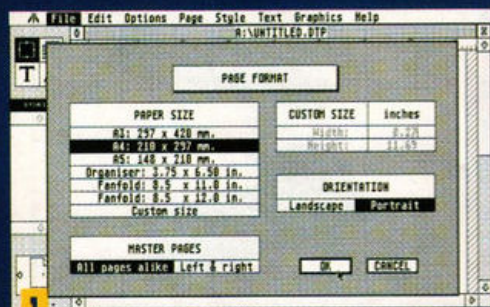 File Edit Options Page Style Text Graphics Help
A:\UNTITLED.DTP
T
PAGE FORMAT
PAPER SIZE
A3: 297 x 420 mm.
A4: 210 x 297 mm.
A5: 148 x 210 mm.
Organiser: 3.75 x 6.50 in.
Fanfold: 8.5 x 11.0 in.
Fanfold: 8.5 x 12.0 in.
Custom size
CUSTOM SIZE inches
Width: 8.27
Height: 11.69
ORIENTATION
Landscape Portrait
MASTER PAGES
All pages alike Left & right
OK CANCEL
1